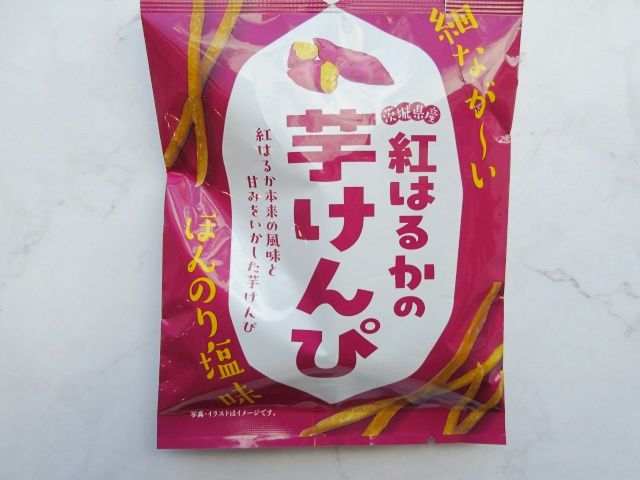 細ながーい
茨城県産
紅はるかの
芋けんぴ
紅はるか本来の風味と
甘みをいかした芋けんぴ
ほんのり塩味
写真・イラストはイメージです。